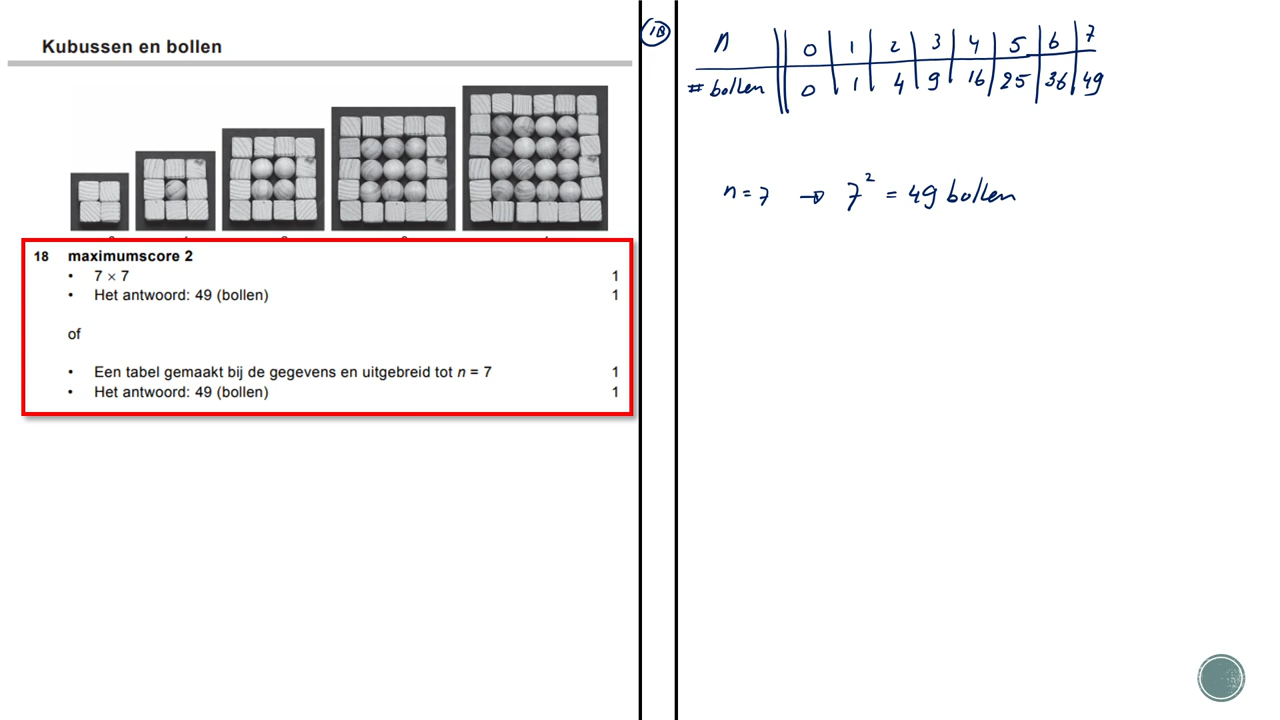 Kubussen en bollen
18 maximumscore 2
• 7 × 7 1
• Het antwoord: 49 (bollen) 1
of
• Een tabel gemaakt bij de gegevens en uitgebreid tot n = 7 1
• Het antwoord: 49 (bollen) 1
18
n 0 1 2 3 4 5 6 7
# bollen 0 1 4 9 16 25 36 49
n = 7 → 7² = 49 bollen